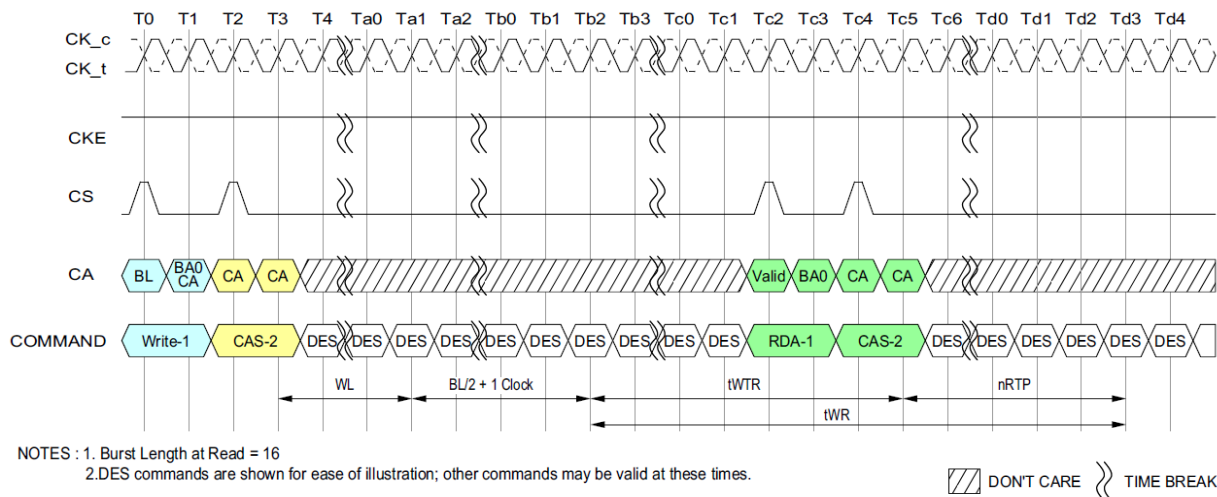 T0 T1 T2 T3 T4 Ta0 Ta1 Ta2 Tb0 Tb1 Tb2 Tb3 Tc0 Tc1 Tc2 Tc3 Tc4 Tc5 Tc6 Td0 Td1 Td2 Td3 Td4
CK_c
CK_t
CKE
CS
CA BL BA0 CA CA CA Valid BA0 CA CA
COMMAND Write-1 CAS-2 DES DES DES DES DES DES DES DES DES RDA-1 CAS-2 DES DES DES DES DES DES
WL BL/2 + 1 Clock tWTR nRTP
tWR
NOTES : 1. Burst Length at Read = 16
2.DES commands are shown for ease of illustration; other commands may be valid at these times.
DON'T CARE TIME BREAK